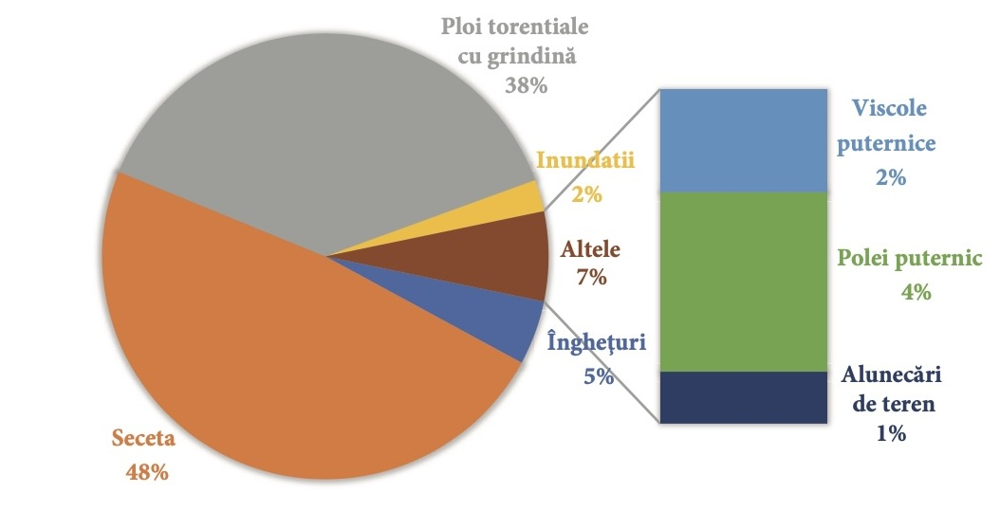 Ploi torentiale
cu grindină
38%
Inundatii
2%
Altele
7%
Îngheţuri
5%
Seceta
48%
Viscole
puternice
2%
Polei puternic
4%
Alunecări
de teren
1%